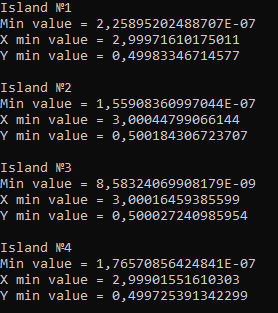 Island №1
Min value = 2,25895202488707E-07
X min value = 2,99971610175011
Y min value = 0,49983346714577
Island №2
Min value = 1,55908360997044E-07
X min value = 3,00044799066144
Y min value = 0,500184306723707
Island №3
Min value = 8,58324069908179E-09
X min value = 3,00016459385599
Y min value = 0,500027240985954
Island №4
Min value = 1,76570856424841E-07
X min value = 2,99901551610303
Y min value = 0,499725391342299